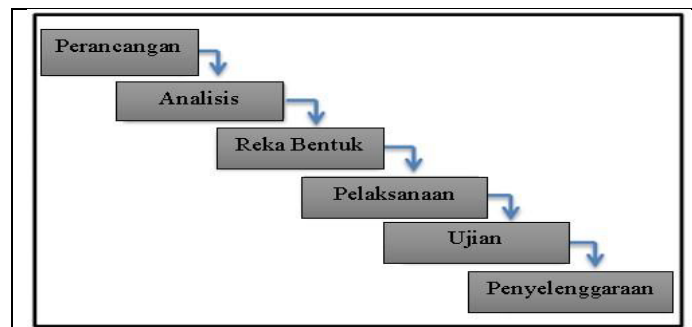 Perancangan
Analisis
Reka Bentuk
Pelaksanaan
Ujian
Penyelenggaraan